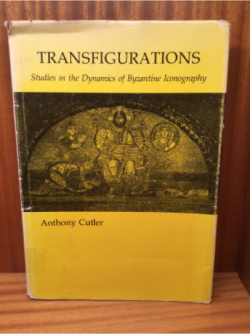 TRANSFIGURATIONS
Studies in the Dynamics of Byzantine Iconography
Anthony Cutler